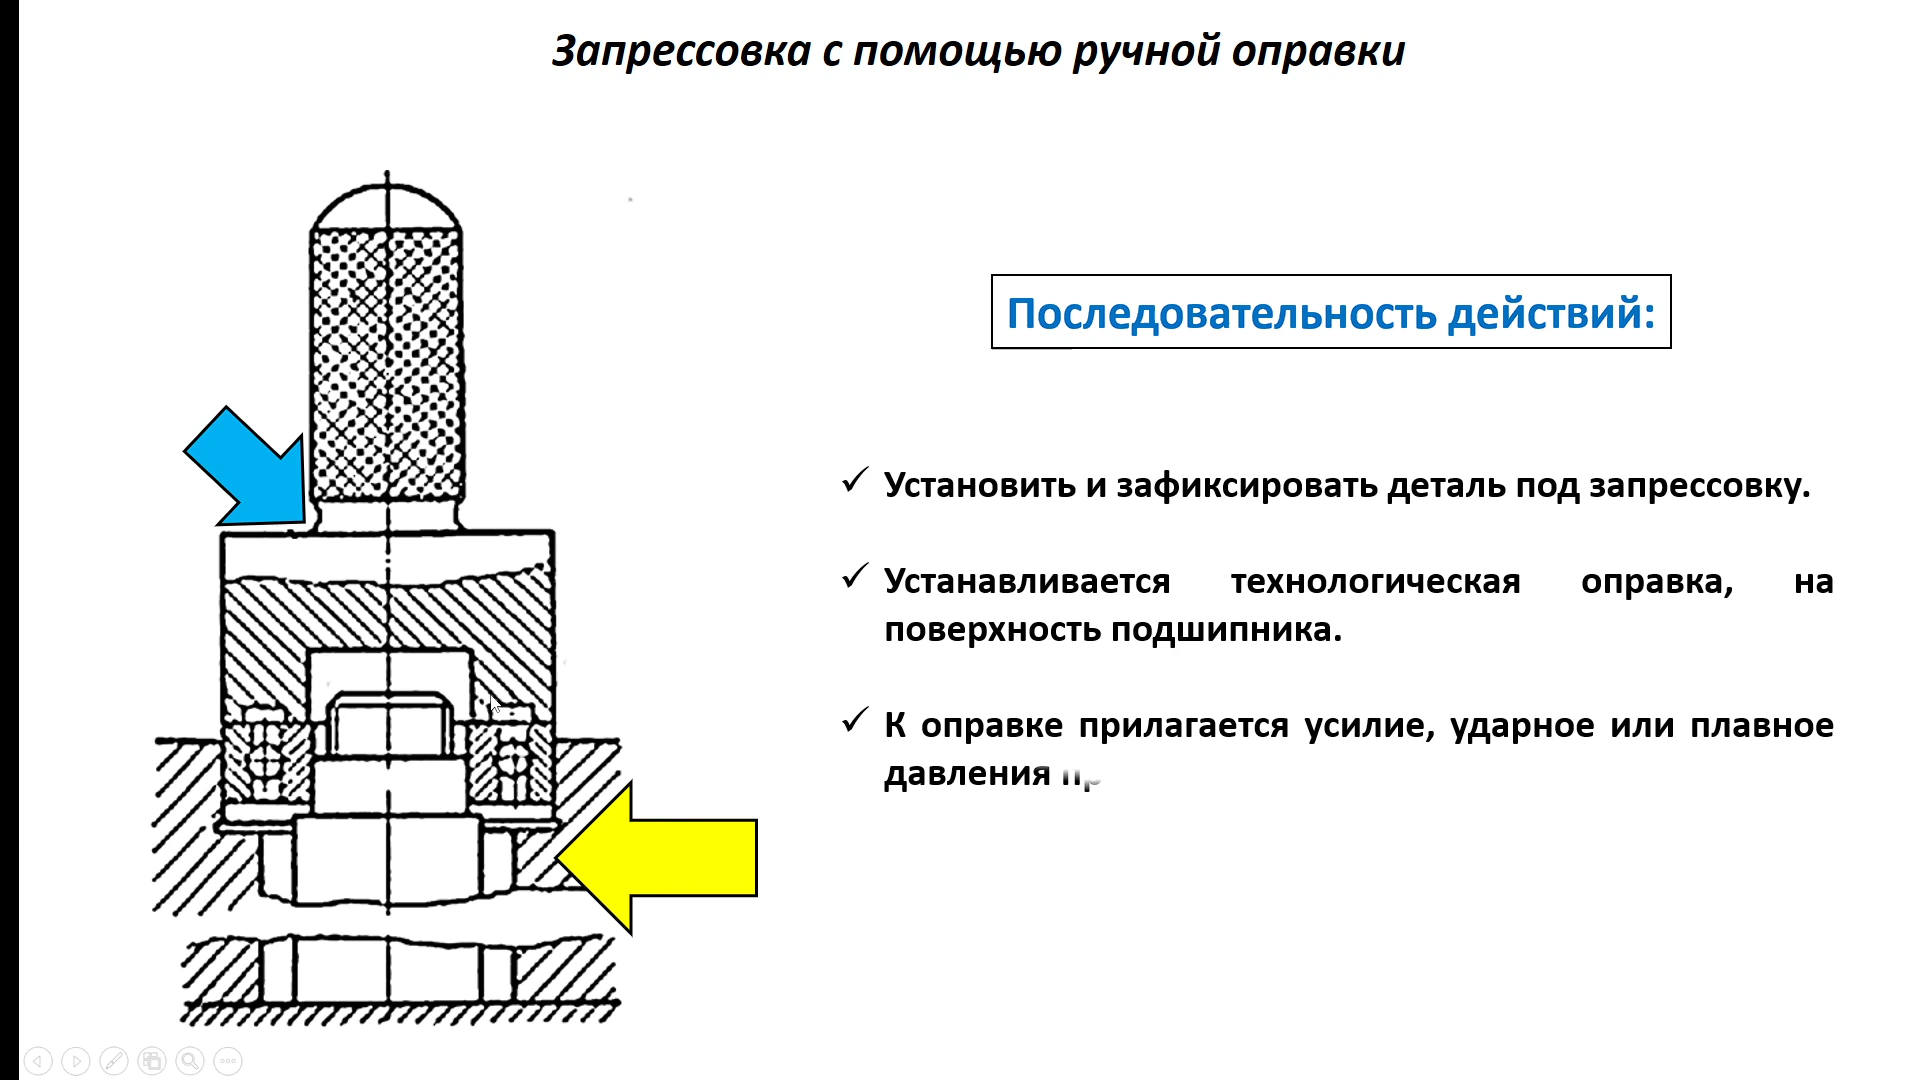 Запрессовка с помощью ручной оправки
Последовательность действий:
✓ Установить и зафиксировать деталь под запрессовку.
✓ Устанавливается технологическая оправка, на
поверхность подшипника.
✓ К оправке прилагается усилие, ударное или плавное
давления